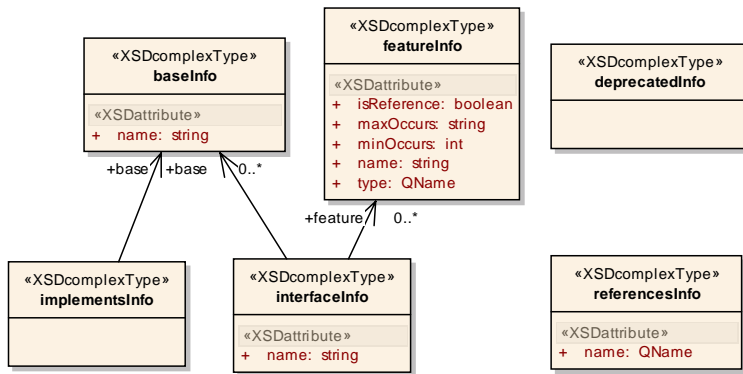 «XSDcomplexType»
baseInfo
«XSDattribute»
+ name: string
«XSDcomplexType»
featureInfo
«XSDAttribute»
+ isReference: boolean
+ maxOccurs: string
+ minOccurs: int
+ name: string
+ type: QName
«XSDcomplexType»
deprecatedInfo
+base
+base
0..*
+feature
0..*
«XSDcomplexType»
implementsInfo
«XSDcomplexType»
interfaceInfo
«XSDAttribute»
+ name: string
«XSDcomplexType»
referencesInfo
«XSDAttribute»
+ name: QName